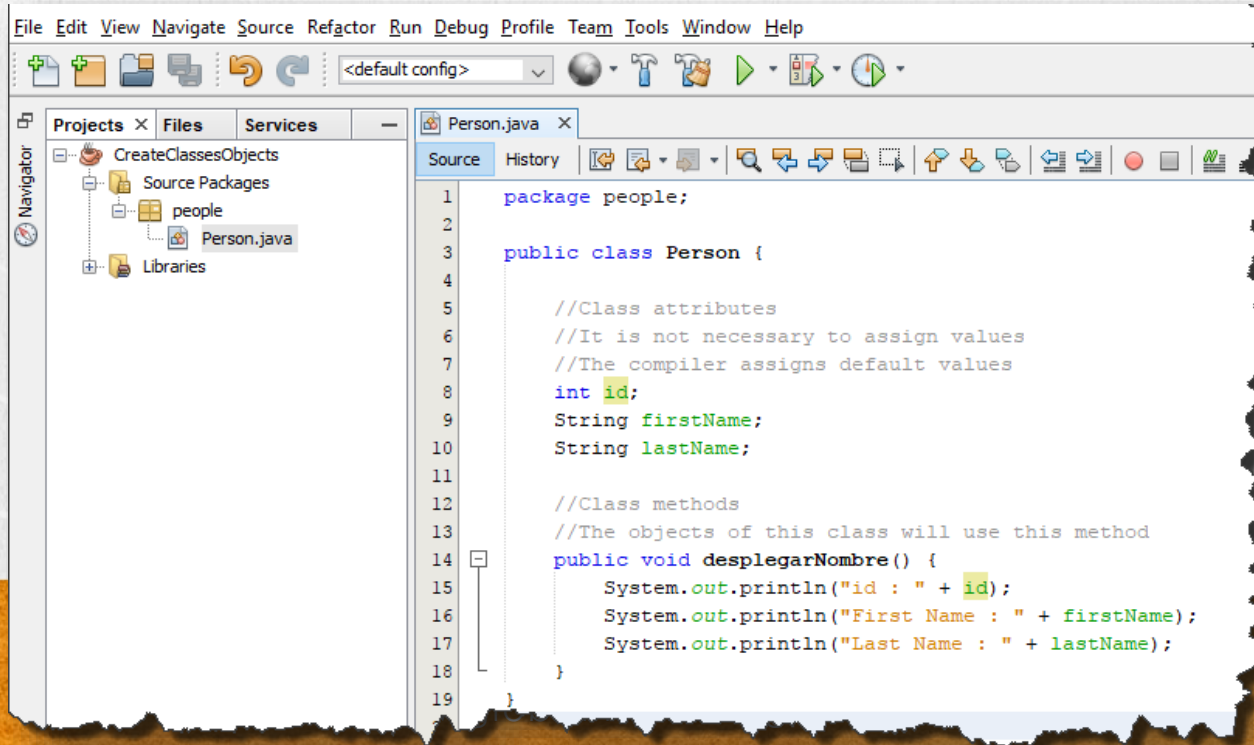 File Edit View Navigate Source Refactor Run Debug Profile Team Tools Window Help
<default config>
Navigator
Projects Files Services
CreateClassesObjects
Source Packages
people
Person.java
Libraries
Person.java
Source History
1 package people;
2
3 public class Person {
4
5 //Class attributes
6 //It is not necessary to assign values
7 //The compiler assigns default values
8 int id;
9 String firstName;
10 String lastName;
11
12 //Class methods
13 //The objects of this class will use this method
14 public void desplegarNombre() {
15 System.out.println("id : " + id);
16 System.out.println("First Name : " + firstName);
17 System.out.println("Last Name : " + lastName);
18 }
19 }